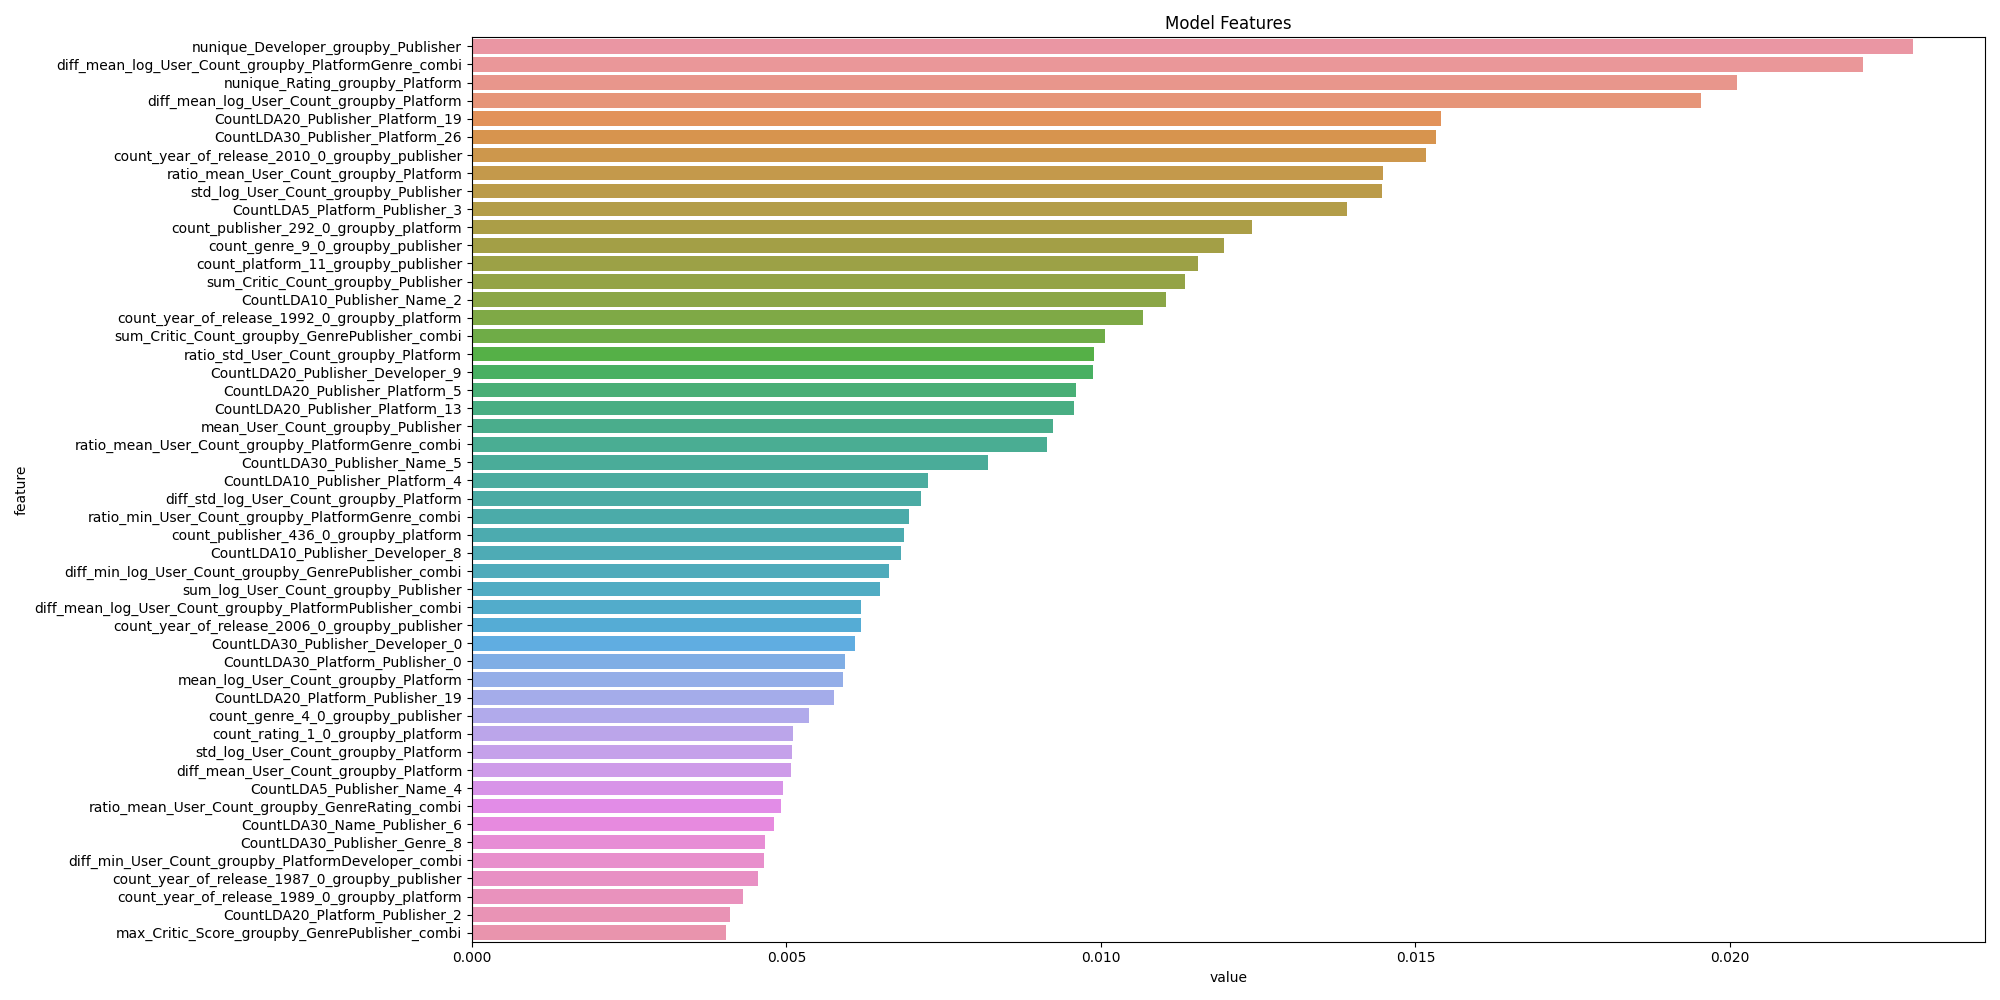 Model Features
feature
nunique_Developer_groupby_Publisher
diff_mean_log_User_Count_groupby_PlatformGenre_combi
nunique_Rating_groupby_Platform
diff_mean_log_User_Count_groupby_Platform
CountLDA20_Publisher_Platform_19
CountLDA30_Publisher_Platform_26
count_year_of_release_2010_0_groupby_publisher
ratio_mean_User_Count_groupby_Platform
std_log_User_Count_groupby_Publisher
CountLDA5_Platform_Publisher_3
count_publisher_292_0_groupby_platform
count_genre_9_0_groupby_publisher
count_platform_11_groupby_publisher
sum_Critic_Count_groupby_Publisher
CountLDA10_Publisher_Name_2
count_year_of_release_1992_0_groupby_platform
sum_Critic_Count_groupby_GenrePublisher_combi
ratio_std_User_Count_groupby_Platform
CountLDA20_Publisher_Developer_9
CountLDA20_Publisher_Platform_5
CountLDA20_Publisher_Platform_13
mean_User_Count_groupby_Publisher
ratio_mean_User_Count_groupby_PlatformGenre_combi
CountLDA30_Publisher_Name_5
CountLDA10_Publisher_Platform_4
diff_std_log_User_Count_groupby_Platform
ratio_min_User_Count_groupby_PlatformGenre_combi
count_publisher_436_0_groupby_platform
CountLDA10_Publisher_Developer_8
diff_min_log_User_Count_groupby_GenrePublisher_combi
sum_log_User_Count_groupby_Publisher
diff_mean_log_User_Count_groupby_PlatformPublisher_combi
count_year_of_release_2006_0_groupby_publisher
CountLDA30_Publisher_Developer_0
CountLDA30_Platform_Publisher_0
mean_log_User_Count_groupby_Platform
CountLDA20_Platform_Publisher_19
count_genre_4_0_groupby_publisher
count_rating_1_0_groupby_platform
std_log_User_Count_groupby_Platform
diff_mean_User_Count_groupby_Platform
CountLDA5_Publisher_Name_4
ratio_mean_User_Count_groupby_GenreRating_combi
CountLDA30_Name_Publisher_6
CountLDA30_Publisher_Genre_8
diff_min_User_Count_groupby_PlatformDeveloper_combi
count_year_of_release_1987_0_groupby_publisher
count_year_of_release_1989_0_groupby_platform
CountLDA20_Platform_Publisher_2
max_Critic_Score_groupby_GenrePublisher_combi
0.000 0.005 0.010 0.015 0.020
value